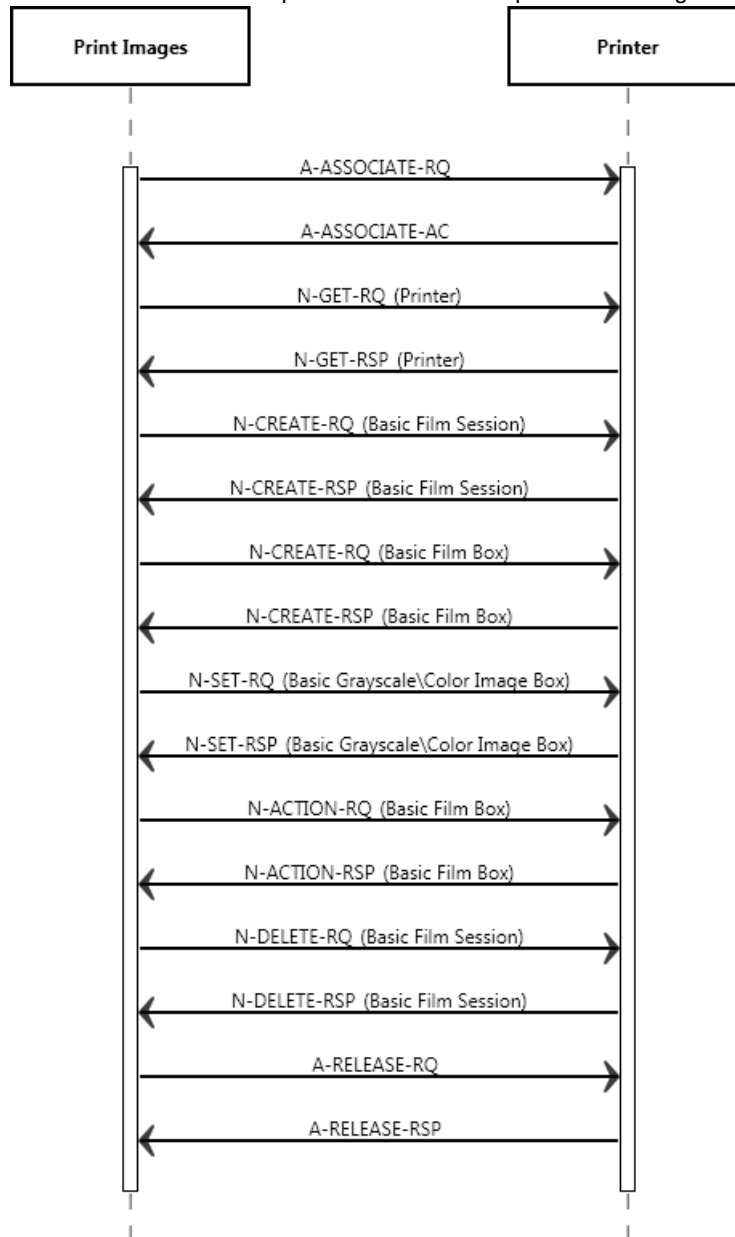 Print Images
Printer
A-ASSOCIATE-RQ
A-ASSOCIATE-AC
N-GET-RQ (Printer)
N-GET-RSP (Printer)
N-CREATE-RQ (Basic Film Session)
N-CREATE-RSP (Basic Film Session)
N-CREATE-RQ (Basic Film Box)
N-CREATE-RSP (Basic Film Box)
N-SET-RQ (Basic Grayscale\Color Image Box)
N-SET-RSP (Basic Grayscale\Color Image Box)
N-ACTION-RQ (Basic Film Box)
N-ACTION-RSP (Basic Film Box)
N-DELETE-RQ (Basic Film Session)
N-DELETE-RSP (Basic Film Session)
A-RELEASE-RQ
A-RELEASE-RSP